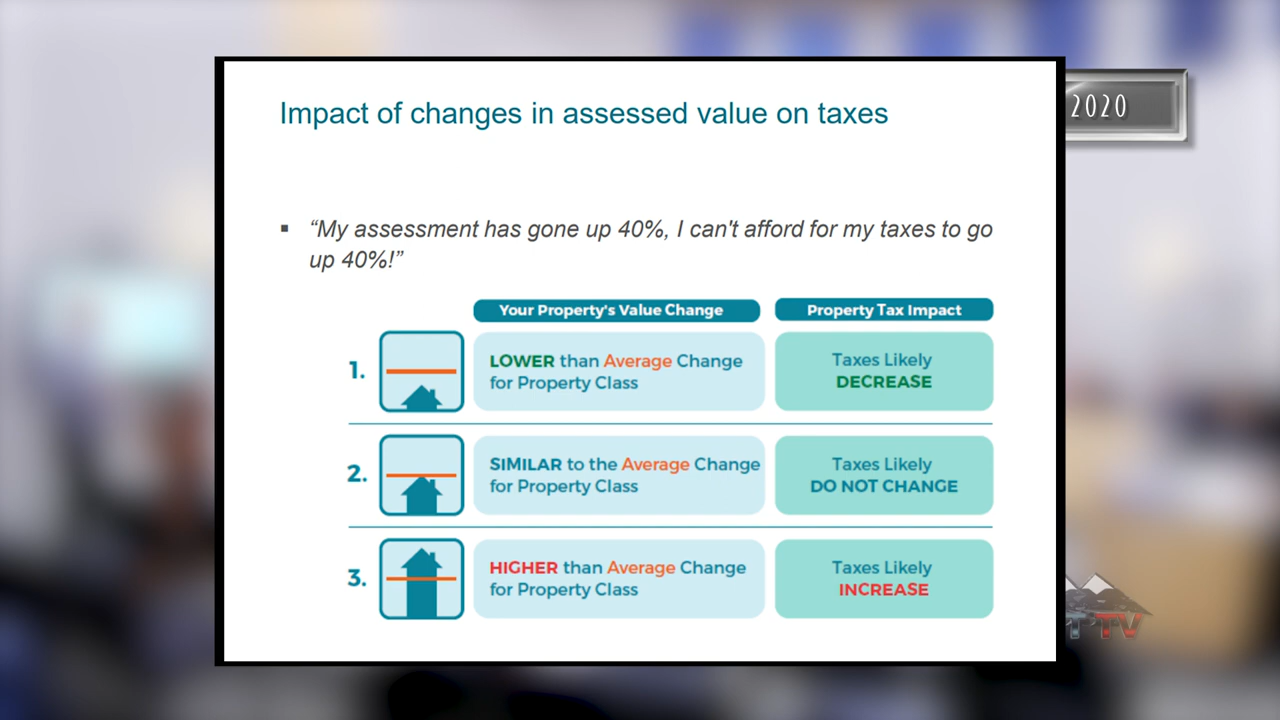 Impact of changes in assessed value on taxes
2020
▪ “My assessment has gone up 40%, I can't afford for my taxes to go
up 40%!”
Your Property's Value Change
Property Tax Impact
1.
LOWER than Average Change
for Property Class
Taxes Likely
DECREASE
2.
SIMILAR to the Average Change
for Property Class
Taxes Likely
DO NOT CHANGE
3.
HIGHER than Average Change
for Property Class
Taxes Likely
INCREASE
TV